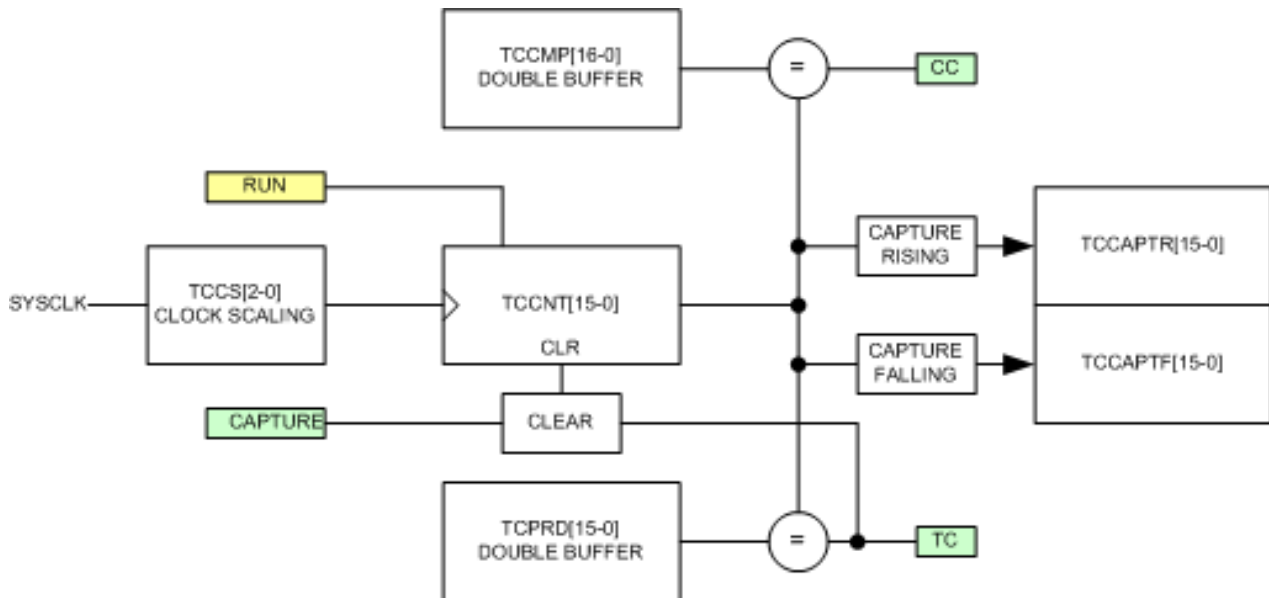 TCCMP[16-0]
DOUBLE BUFFER
=
CC
RUN
CAPTURE
RISING
TCCAPTR[15-0]
SYSCLK
TCCS[2-0]
CLOCK SCALING
TCCNT[15-0]
CLR
CAPTURE
FALLING
TCCAPTF[15-0]
CAPTURE
CLEAR
TCPRD[15-0]
DOUBLE BUFFER
=
TC